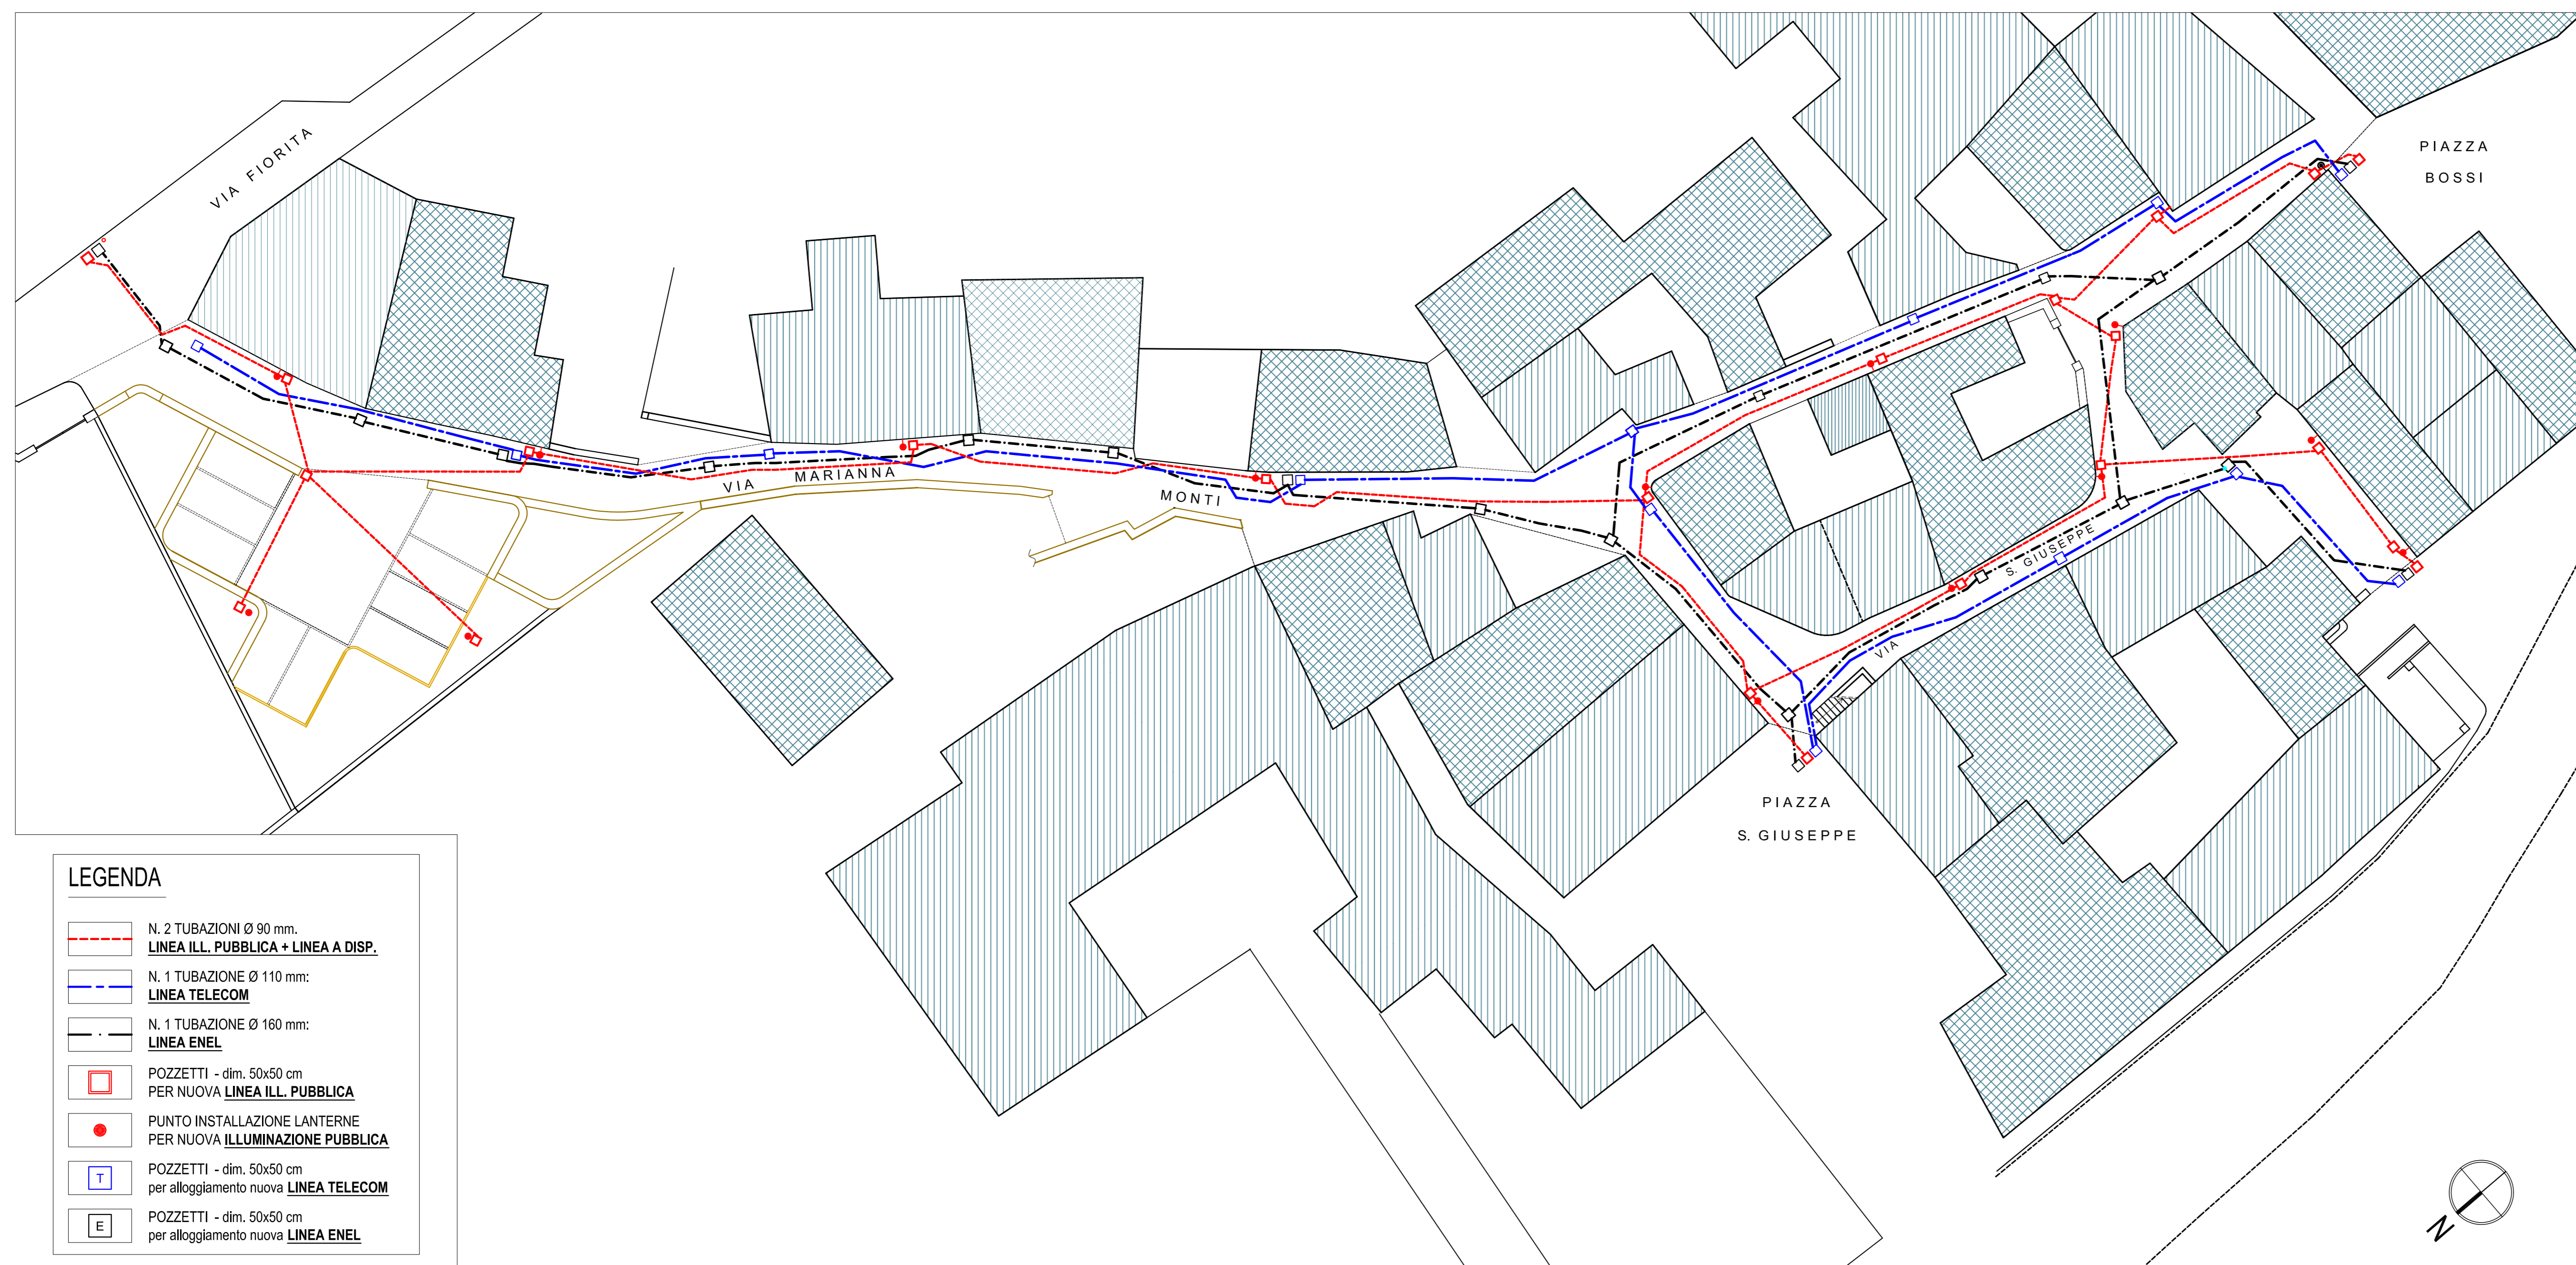 VIA FIORITA
PIAZZA
BOSSI
VIA MARIANNA
MONTI
S. GIUSEPPE
VIA
PIAZZA
S. GIUSEPPE
LEGENDA
N. 2 TUBAZIONI Ø 90 mm.
LINEA ILL. PUBBLICA + LINEA A DISP.
N. 1 TUBAZIONE Ø 110 mm:
LINEA TELECOM
N. 1 TUBAZIONE Ø 160 mm:
LINEA ENEL
POZZETTI - dim. 50x50 cm
PER NUOVA LINEA ILL. PUBBLICA
PUNTO INSTALLAZIONE LANTERNE
PER NUOVA ILLUMINAZIONE PUBBLICA
T
POZZETTI - dim. 50x50 cm
per alloggiamento nuova LINEA TELECOM
E
POZZETTI - dim. 50x50 cm
per alloggiamento nuova LINEA ENEL
N